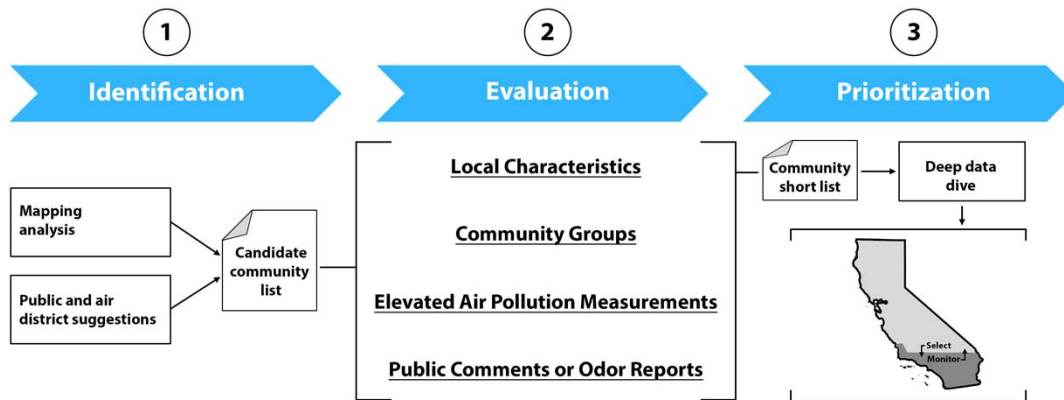 1
2
3
Identification
Evaluation
Prioritization
Mapping
analysis
Public and air
district suggestions
Candidate
community
list
Local Characteristics
Community Groups
Elevated Air Pollution Measurements
Public Comments or Odor Reports
Community
short list
Deep data
dive
Select
Monitor